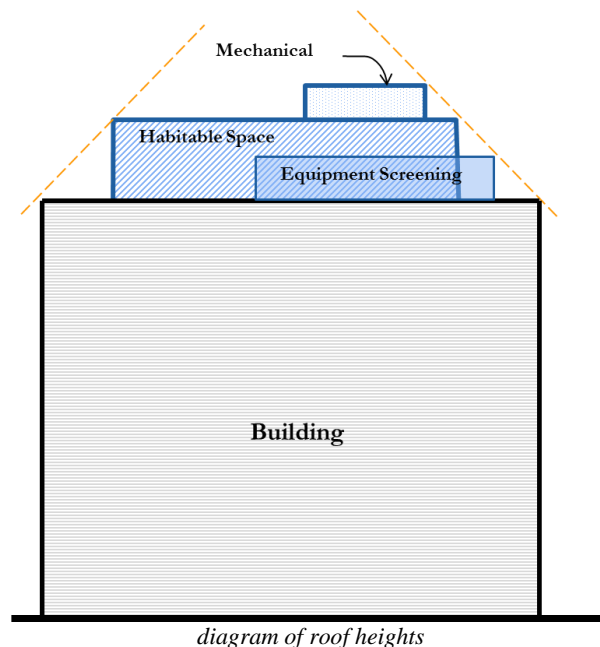 Mechanical
Habitable Space
Equipment Screening
Building
diagram of roof heights